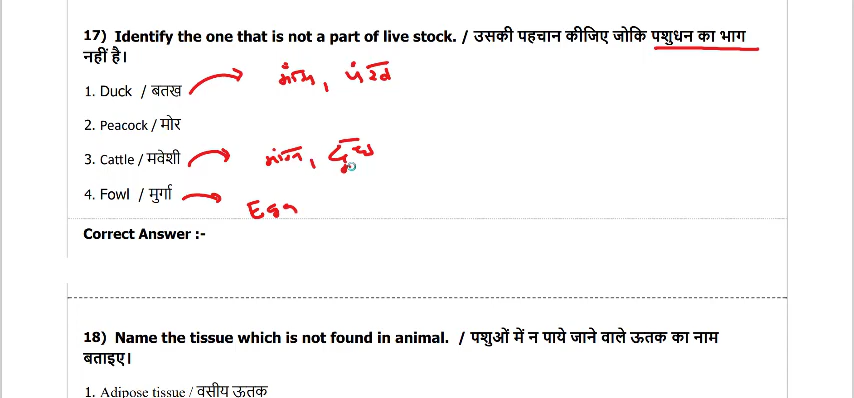 17) Identify the one that is not a part of live stock. / उसकी पहचान कीजिए जोकि पशुधन का भाग
नहीं है।
1. Duck / बतख मांस, पंख
2. Peacock / मोर
3. Cattle / मवेशी मांस, दूध
4. Fowl / मुर्गा Egg
Correct Answer :-
18) Name the tissue which is not found in animal. / पशुओं में न पाये जाने वाले ऊतक का नाम
बताइए।
1. Adipose tissue / वसीय ऊतक